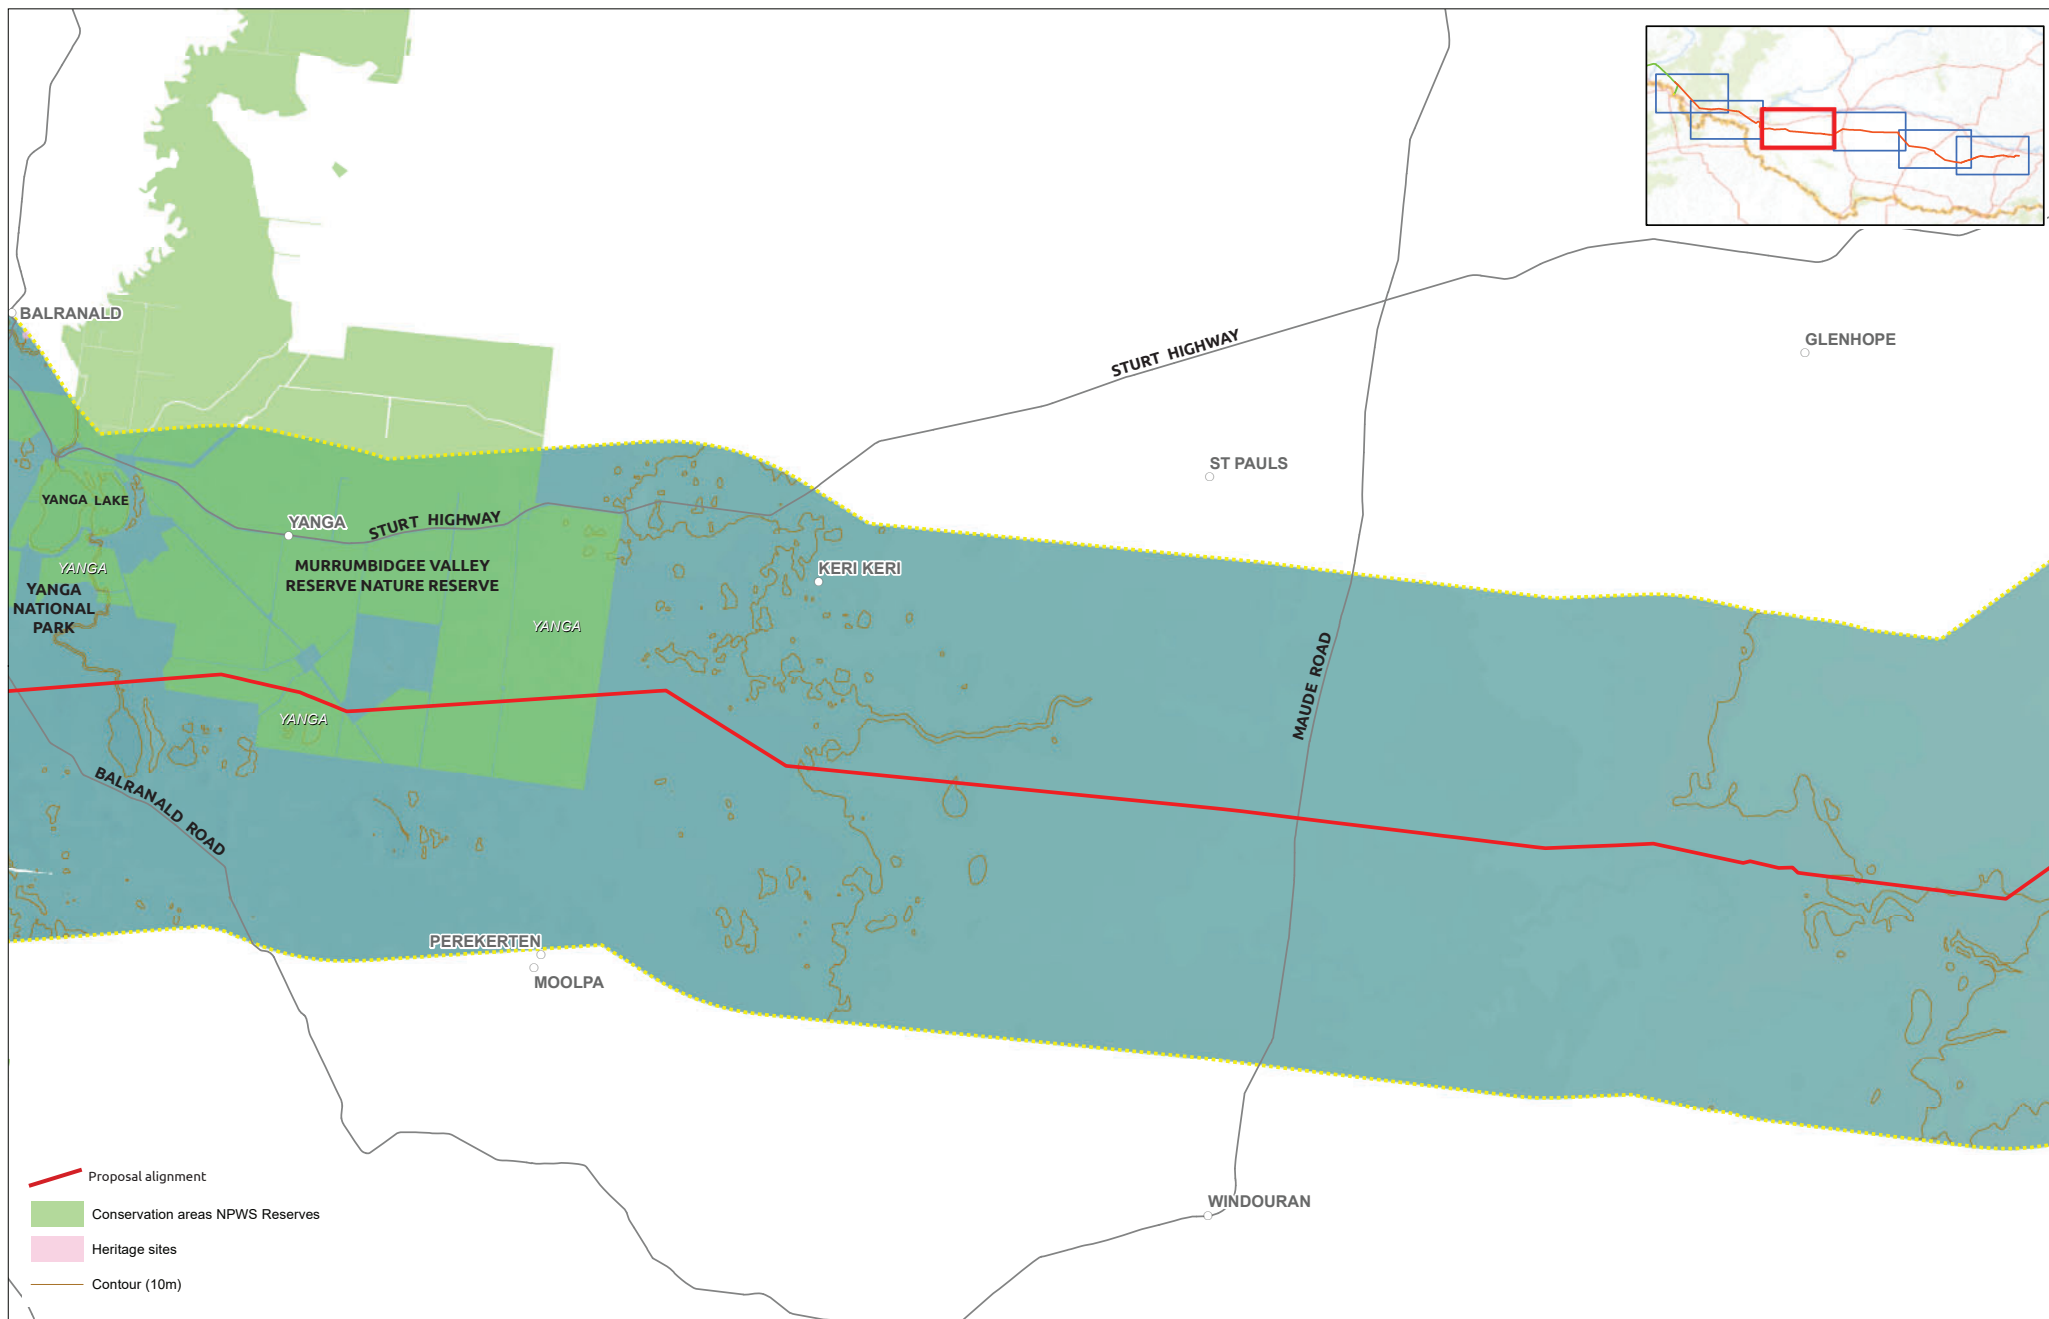 BALRANALD
STURT HIGHWAY
GLENHOPE
ST PAULS
YANGA LAKE
YANGA
STURT HIGHWAY
YANGA
MURRUMBIDGEE VALLEY
RESERVE NATURE RESERVE
KERI KERI
YANGA
NATIONAL
PARK
YANGA
MAUDE ROAD
YANGA
BALRANALD ROAD
PEREKERTEN
MOOLPA
WINDOURAN
Proposal alignment
Conservation areas NPWS Reserves
Heritage sites
Contour (10m)